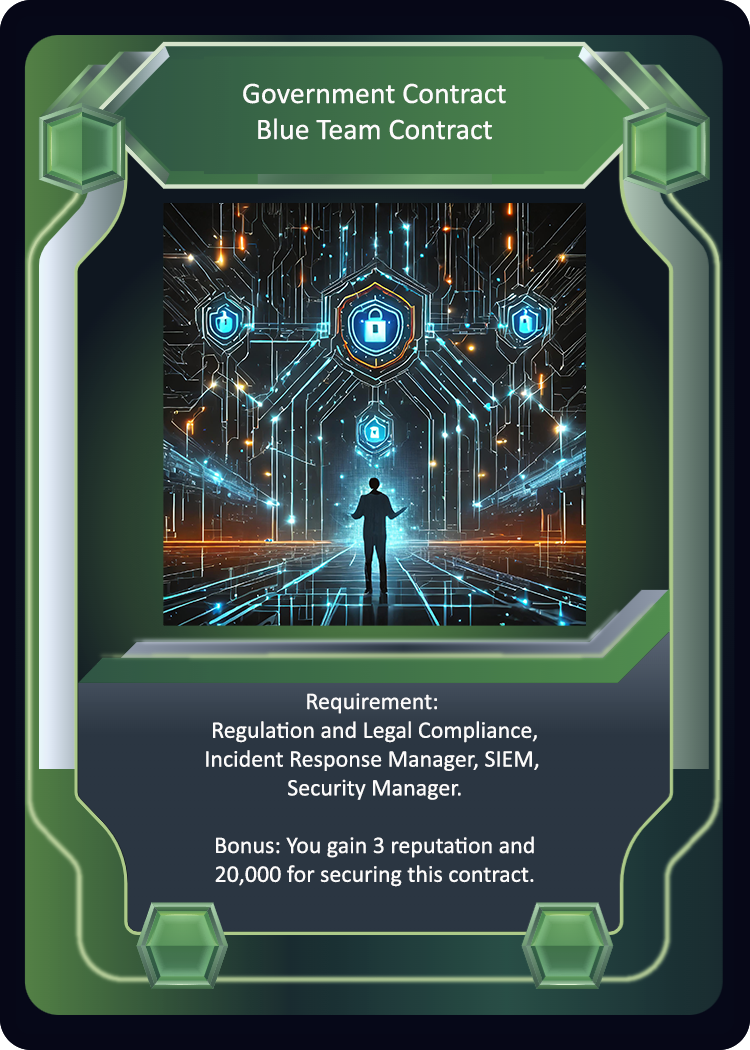 Government Contract
Blue Team Contract
Requirement:
Regulation and Legal Compliance,
Incident Response Manager, SIEM,
Security Manager.
Bonus: You gain 3 reputation and
20,000 for securing this contract.